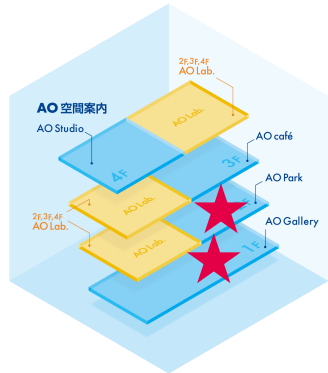 2F,3F,4F
AO Lab.
AO 空間案内
AO Studio
AO Lab.
4F
AO café
3F
AO Park
AO Lab.
F
2F,3F,4F
AO Lab.
AO Gallery
AO Lab.
1F